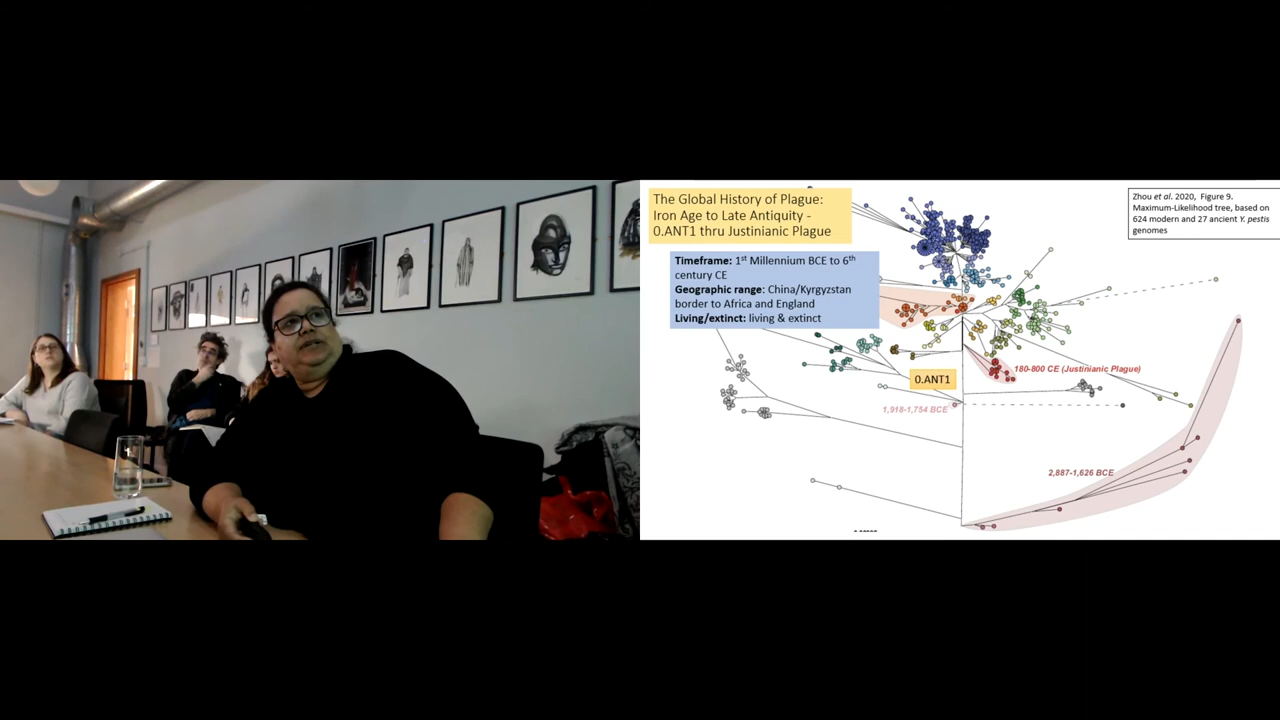 The Global History of Plague:
Iron Age to Late Antiquity -
0.ANT1 thru Justinianic Plague
Timeframe: 1st Millennium BCE to 6th
century CE
Geographic range: China/Kyrgyzstan
border to Africa and England
Living/extinct: living & extinct
Zhou et al. 2020, Figure 9.
Maximum-Likelihood tree, based on
624 modern and 27 ancient Y. pestis
genomes
180-800 CE (Justinianic Plague)
0.ANT1
1,918-1,754 BCE
2,887-1,626 BCE